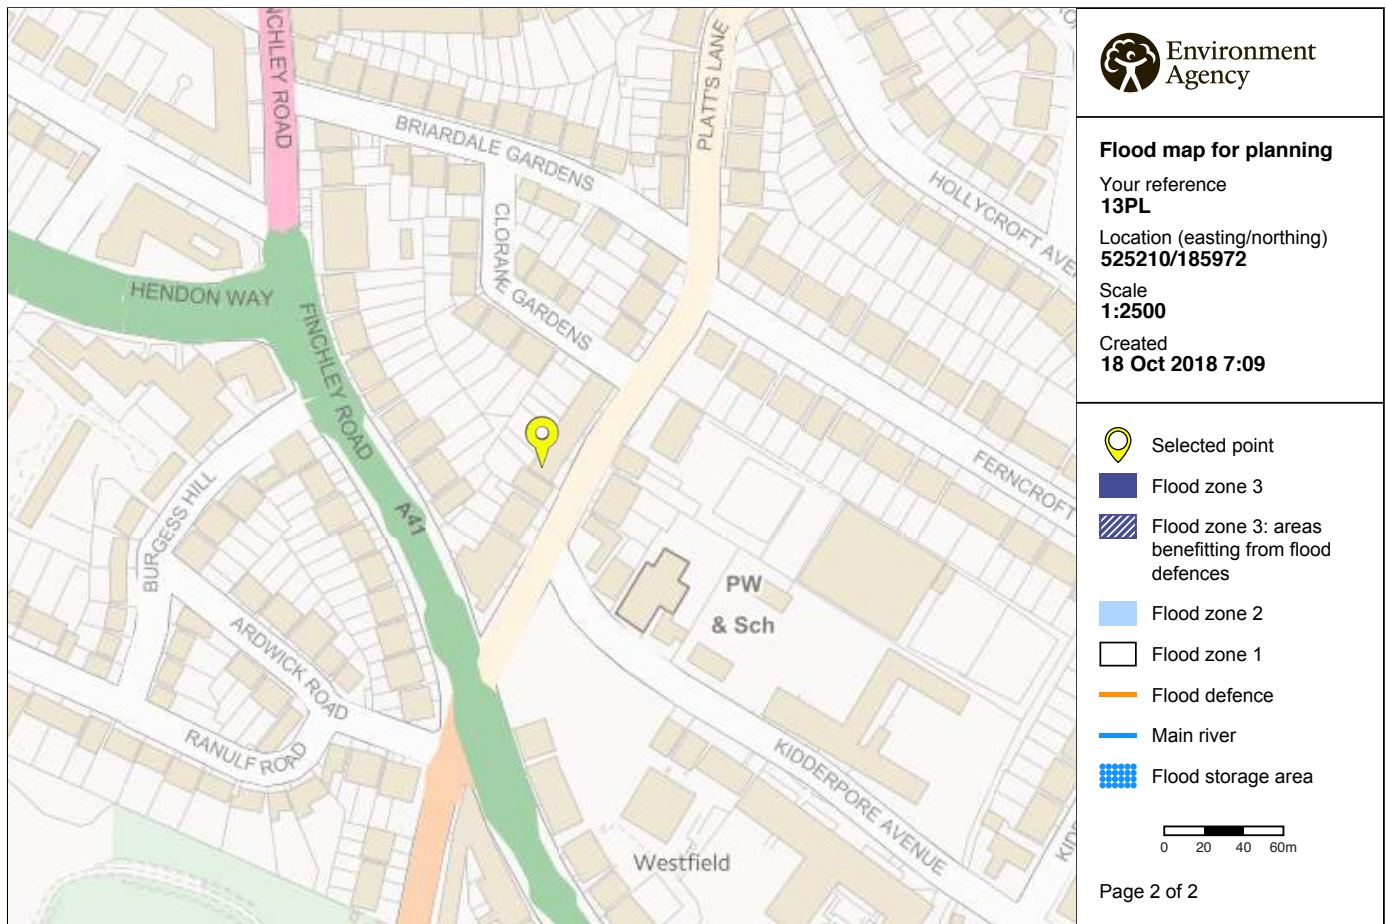 NCHLEY ROAD
PLATT'S LANE
BRIARDALE GARDENS
HOLLYCROFT AVE
CLORANE GARDENS
HENDON WAY
FINCHLEY ROAD
A41
FERNCROFT
BURGESS HILL
PW
& Sch
ARDWICK ROAD
RANULF ROAD
KIDDERPORE AVENUE
KIDD
Westfield
Environment
Agency
Flood map for planning
Your reference
13PL
Location (easting/northing)
525210/185972
Scale
1:2500
Created
18 Oct 2018 7:09
Selected point
Flood zone 3
Flood zone 3: areas
benefitting from flood
defences
Flood zone 2
Flood zone 1
Flood defence
Main river
Flood storage area
0 20 40 60m
Page 2 of 2